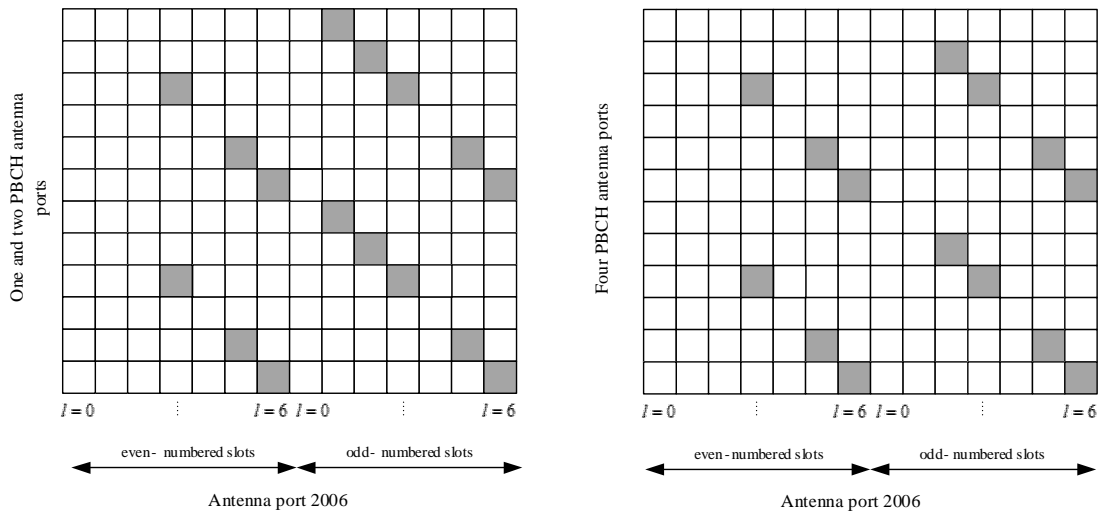 One and two PBCH antenna
ports
l = 0
⋮
l = 6
l = 0
⋮
l = 6
even- numbered slots
odd- numbered slots
Antenna port 2006
Four PBCH antenna ports
l = 0
⋮
l = 6
l = 0
⋮
l = 6
even-numbered slots
odd-numbered slots
Antenna port 2006